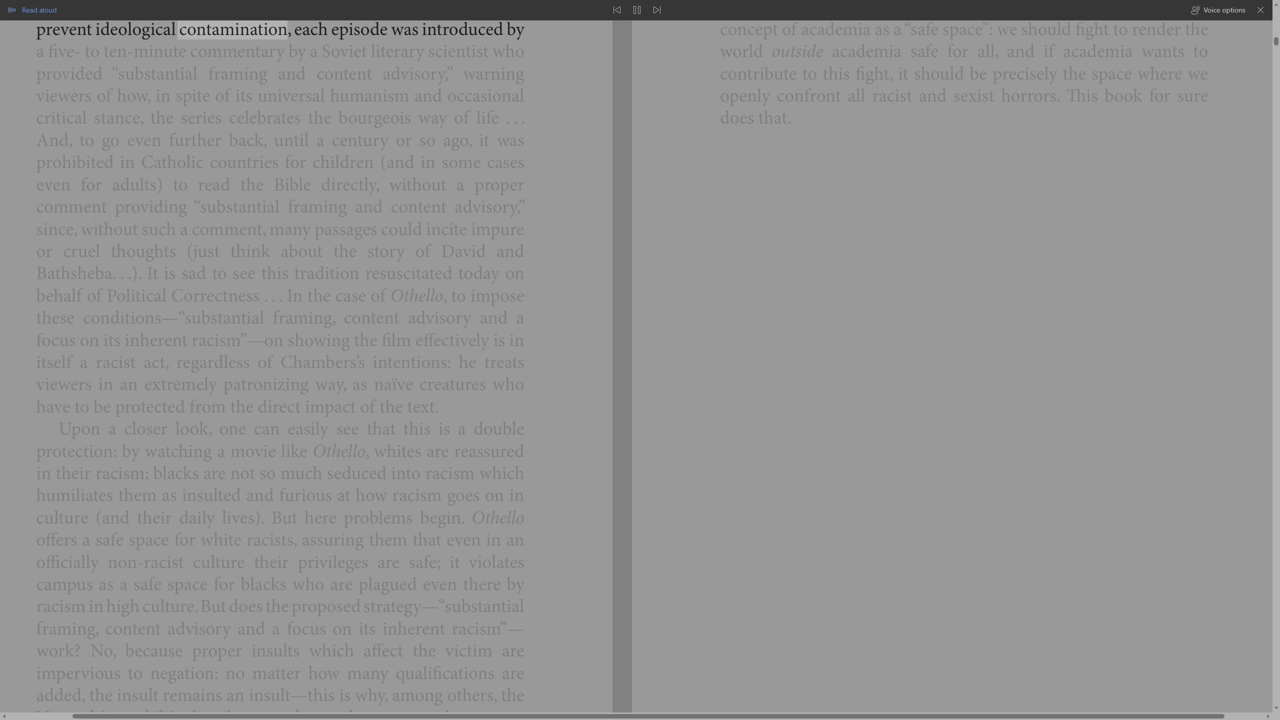 Read aloud
Voice options
prevent ideological contamination, each episode was introduced by
a five- to ten-minute commentary by a Soviet literary scientist who
provided “substantial framing and content advisory,” warning
viewers of how, in spite of its universal humanism and occasional
critical stance, the series celebrates the bourgeois way of life . . .
And, to go even further back, until a century or so ago, it was
prohibited in Catholic countries for children (and in some cases
even for adults) to read the Bible directly, without a proper
comment providing “substantial framing and content advisory,”
since, without such a comment, many passages could incite impure
or cruel thoughts (just think about the story of David and
Bathsheba. . .). It is sad to see this tradition resuscitated today on
behalf of Political Correctness . . . In the case of Othello, to impose
these conditions—“substantial framing, content advisory and a
focus on its inherent racism”—on showing the film effectively is in
itself a racist act, regardless of Chambers’s intentions: he treats
viewers in an extremely patronizing way, as naïve creatures who
have to be protected from the direct impact of the text.
Upon a closer look, one can easily see that this is a double
protection: by watching a movie like Othello, whites are reassured
in their racism; blacks are not so much seduced into racism which
humiliates them as insulted and furious at how racism goes on in
culture (and their daily lives). But here problems begin. Othello
offers a safe space for white racists, assuring them that even in an
officially non-racist culture their privileges are safe; it violates
campus as a safe space for blacks who are plagued even there by
racism in high culture. But does the proposed strategy—“substantial
framing, content advisory and a focus on its inherent racism”—
work? No, because proper insults which affect the victim are
impervious to negation: no matter how many qualifications are
added, the insult remains an insult—this is why, among others, the
concept of academia as a “safe space”: we should fight to render the
world outside academia safe for all, and if academia wants to
contribute to this fight, it should be precisely the space where we
openly confront all racist and sexist horrors. This book for sure
does that.